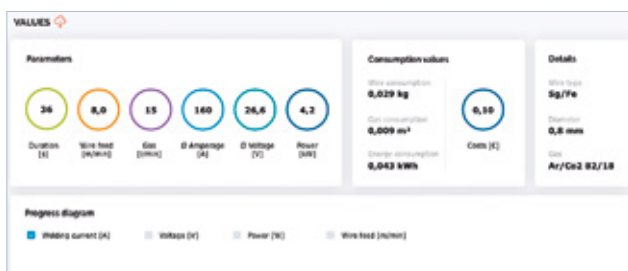 VALUES
Parameters
36
8,0
15
160
26,6
4,2
Duration [s]
Wire feed [m/min]
Gas [l/min]
Ø Amperage [A]
Ø Voltage [V]
Power [kW]
Consumption values
Wire consumption
0,029 kg
Gas consumption
0,009 m³
Energy consumption
0,043 kWh
0,10
Costs [€]
Details
Wire type
Sg/Fe
Diameter
0,8 mm
Gas
Ar/Co2 82/18
Progress diagram
Welding current [A]
Voltage [V]
Power [W]
Wire feed [m/min]